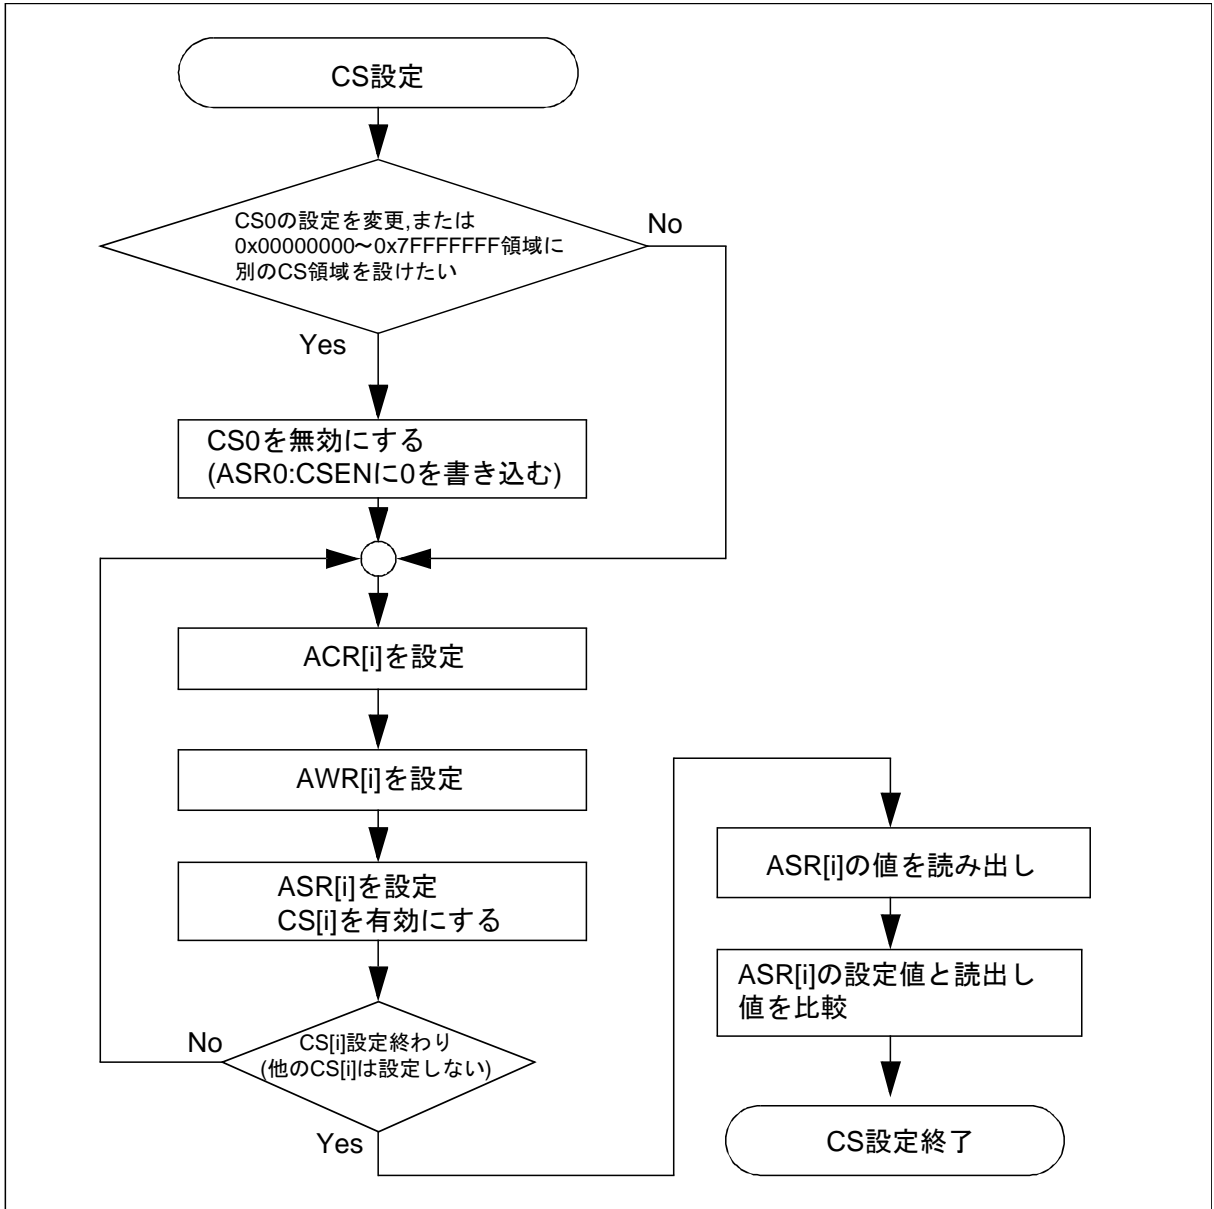 CS設定
CS0の設定を変更,または
0x00000000～0x7FFFFFFF領域に
別のCS領域を設けたい
No
Yes
CS0を無効にする
(ASR0:CSENに0を書き込む)
ACR[i]を設定
AWR[i]を設定
ASR[i]を設定
CS[i]を有効にする
No
CS[i]設定終わり
(他のCS[i]は設定しない)
Yes
ASR[i]の値を読み出し
ASR[i]の設定値と読出し
値を比較
CS設定終了